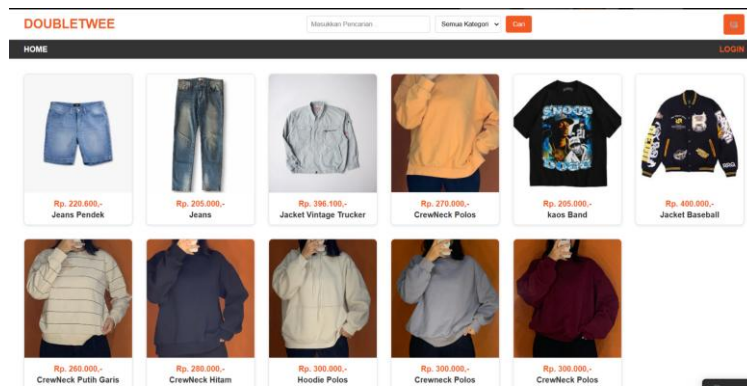 DOUBLETWEE
Masukkan Pencarian
Semua Kategori
Cari
HOME
LOGIN
SNOOP
DOGG
Rp. 220.600,-
Jeans Pendek
Rp. 205.000,-
Jeans
Rp. 396.100,-
Jacket Vintage Trucker
Rp. 270.000,-
CrewNeck Polos
Rp. 205.000,-
kaos Band
Rp. 400.000,-
Jacket Baseball
Rp. 260.000,-
CrewNeck Putih Garis
Rp. 280.000,-
CrewNeck Hitam
Rp. 300.000,-
Hoodie Polos
Rp. 300.000,-
Crewneck Polos
Rp. 300.000,-
CrewNeck Polos